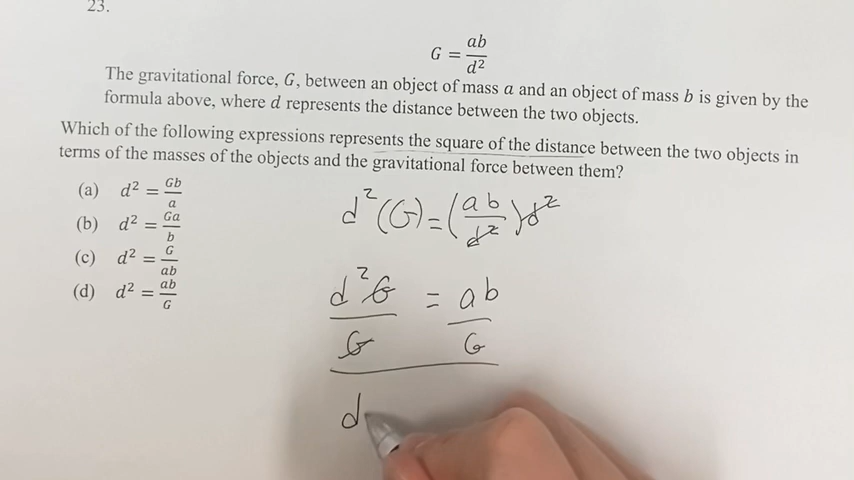 23.
G = ab/d²
The gravitational force, G, between an object of mass a and an object of mass b is given by the
formula above, where d represents the distance between the two objects.
Which of the following expressions represents the square of the distance between the two objects in
terms of the masses of the objects and the gravitational force between them?
(a) d² = Gb/a
(b) d² = Ga/b
(c) d² = G/ab
(d) d² = ab/G
d²(G) = (ab/d²)d²
d²G/G = ab/G
d